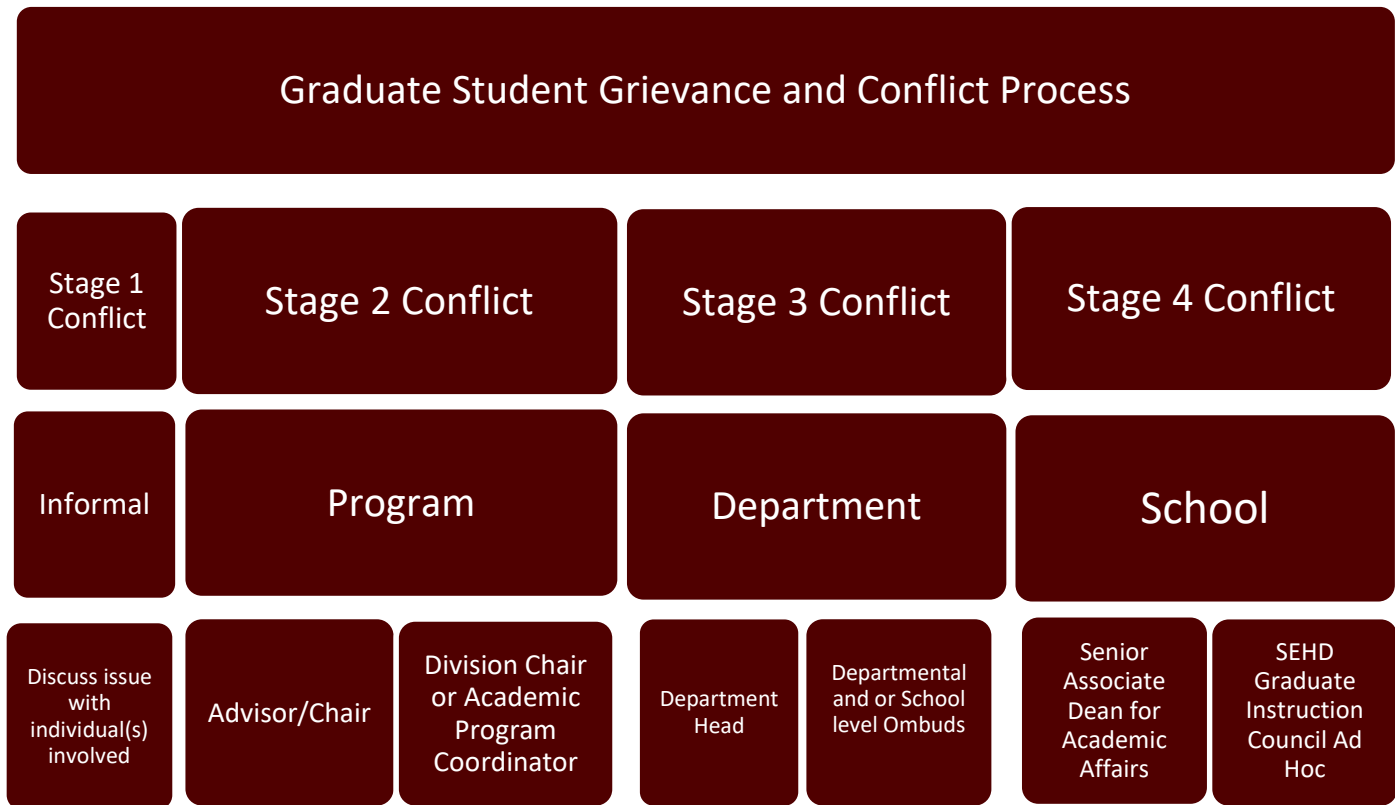 Graduate Student Grievance and Conflict Process
Stage 1
Conflict
Stage 2 Conflict
Stage 3 Conflict
Stage 4 Conflict
Informal
Program
Department
School
Discuss issue
with
individual(s)
involved
Advisor/Chair
Division Chair
or Academic
Program
Coordinator
Department
Head
Departmental
and or School
level Ombuds
Senior
Associate
Dean for
Academic
Affairs
SEHD
Graduate
Instruction
Council Ad
Hoc